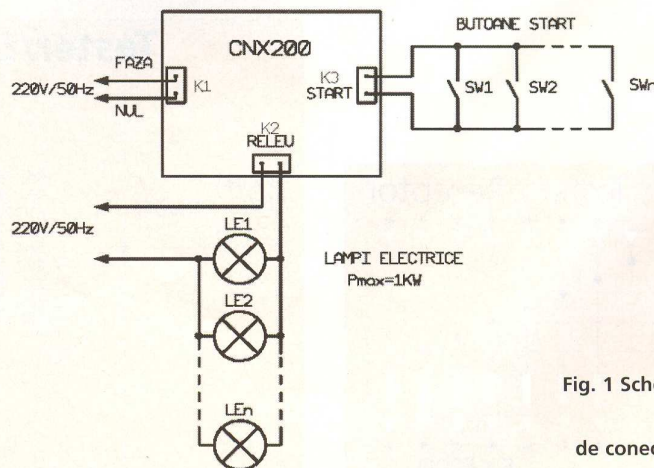 CNX200
BUTOANE START
FAZA
220V/50Hz
K1
NUL
K3
START
SW1
SW2
SWn
K2
RELEU
220V/50Hz
LE1
LAMPI ELECTRICE
Pmax=1KW
LE2
LEn
Fig. 1 Sche
de conec